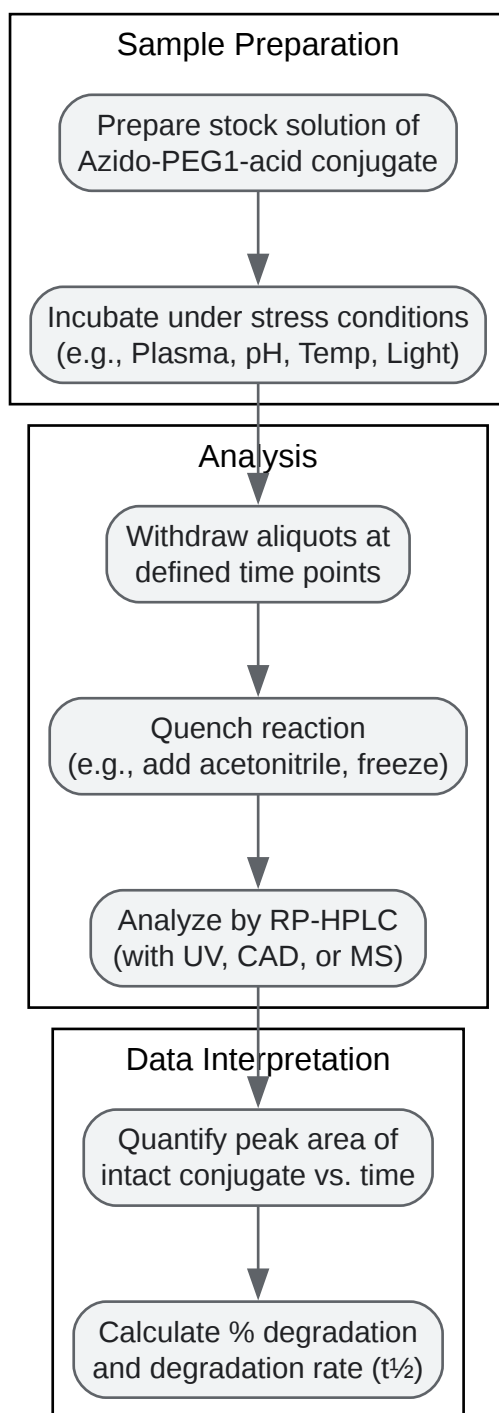 Sample Preparation
Prepare stock solution of
Azido-PEG1-acid conjugate
Incubate under stress conditions
(e.g., Plasma, pH, Temp, Light)
Analysis
Withdraw aliquots at
defined time points
Quench reaction
(e.g., add acetonitrile, freeze)
Analyze by RP-HPLC
(with UV, CAD, or MS)
Data Interpretation
Quantify peak area of
intact conjugate vs. time
Calculate % degradation
and degradation rate (t½)